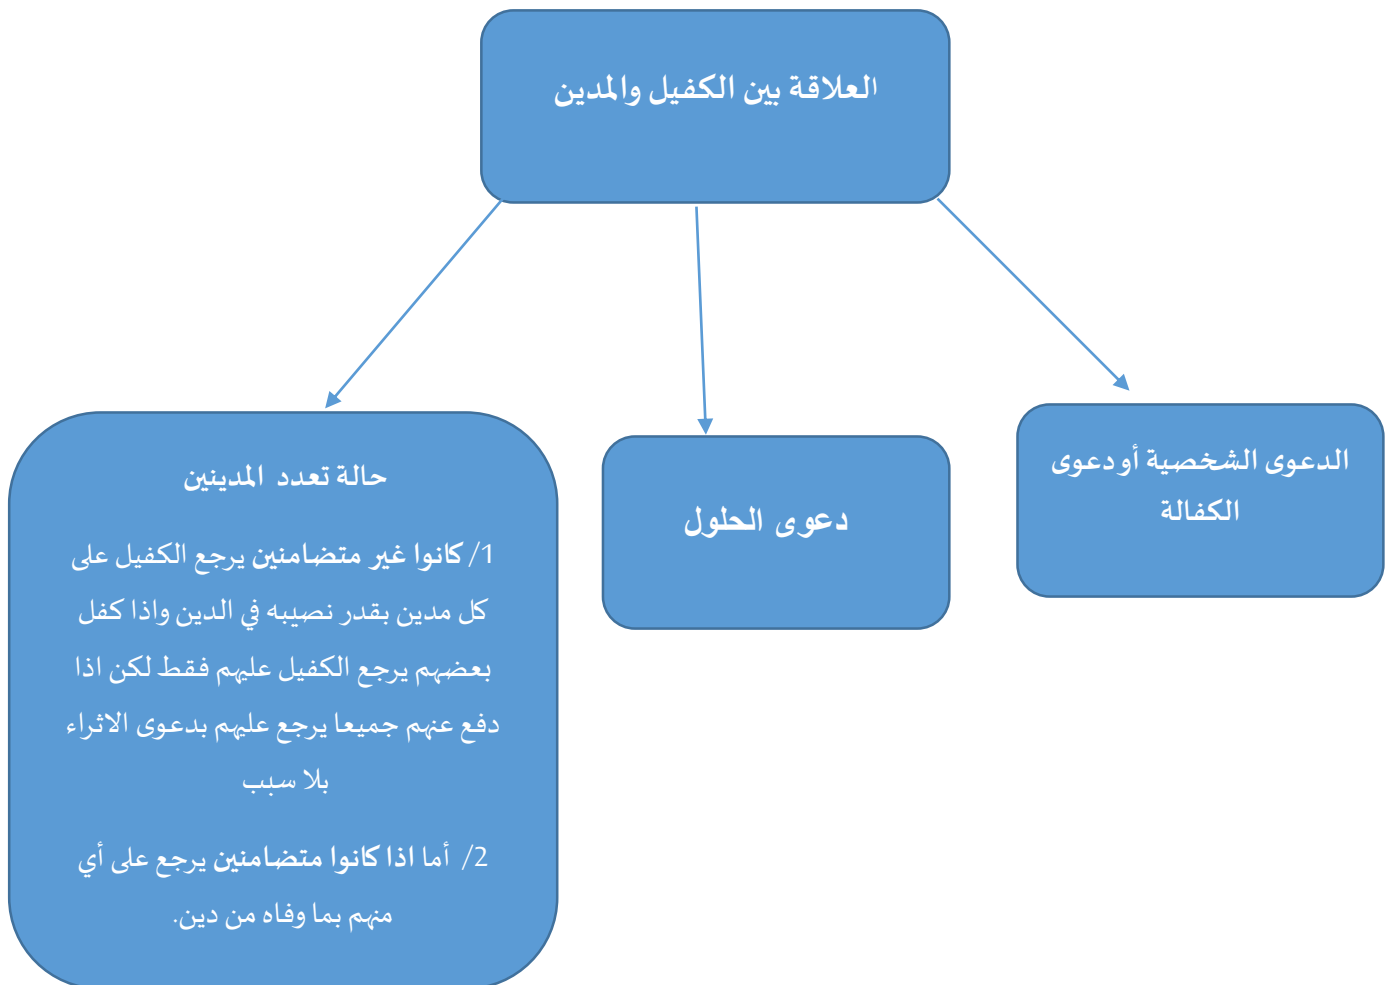 العلاقة بين الكفيل والمدين
الدعوى الشخصية أو دعوى
الكفالة
دعوى الحلول
حالة تعدد المدينين
1/ كانوا غير متضامنين يرجع الكفيل على
كل مدين بقدر نصيبه في الدين واذا كفل
بعضهم يرجع الكفيل عليهم فقط لكن اذا
دفع عنهم جميعا يرجع عليهم بدعوى الاثراء
بلا سبب
2/ أما اذا كانوا متضامنين يرجع على أي
منهم بما وفاه من دين.